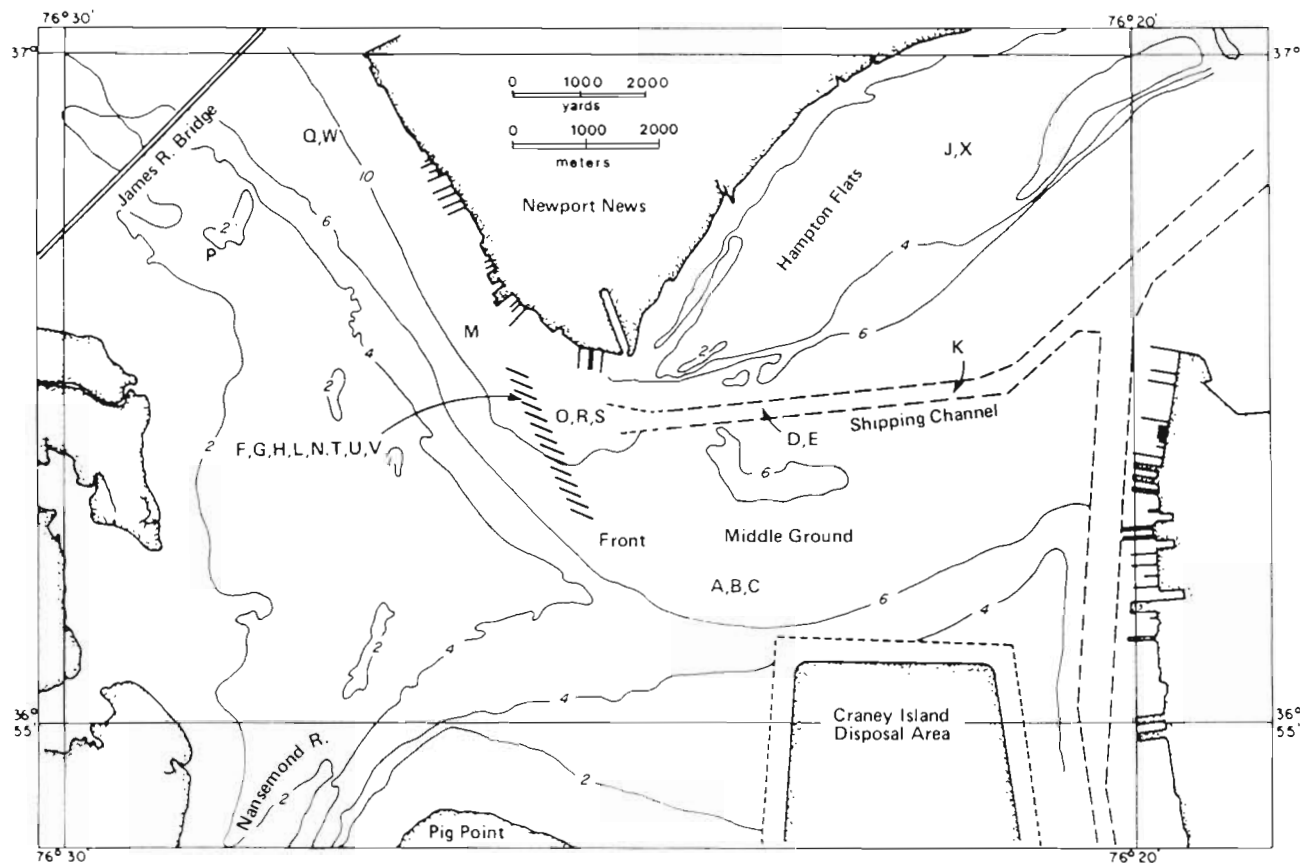 76° 30'
76° 20'
37°
37°
0 1000 2000
yards
0 1000 2000
meters
James R. Bridge
Q,W
10
6
Newport News
J,X
Hampton Flats
4
6
2
P
M
4
2
2
K
O,R,S
D,E
Shipping Channel
2
F,G,H,L,N,T,U,V
6
Front
Middle Ground
A,B,C
6
4
2
4
4
Craney Island
Disposal Area
36°
55'
36°
55'
Nansemond R.
2
2
Pig Point
76° 30'
76° 20'